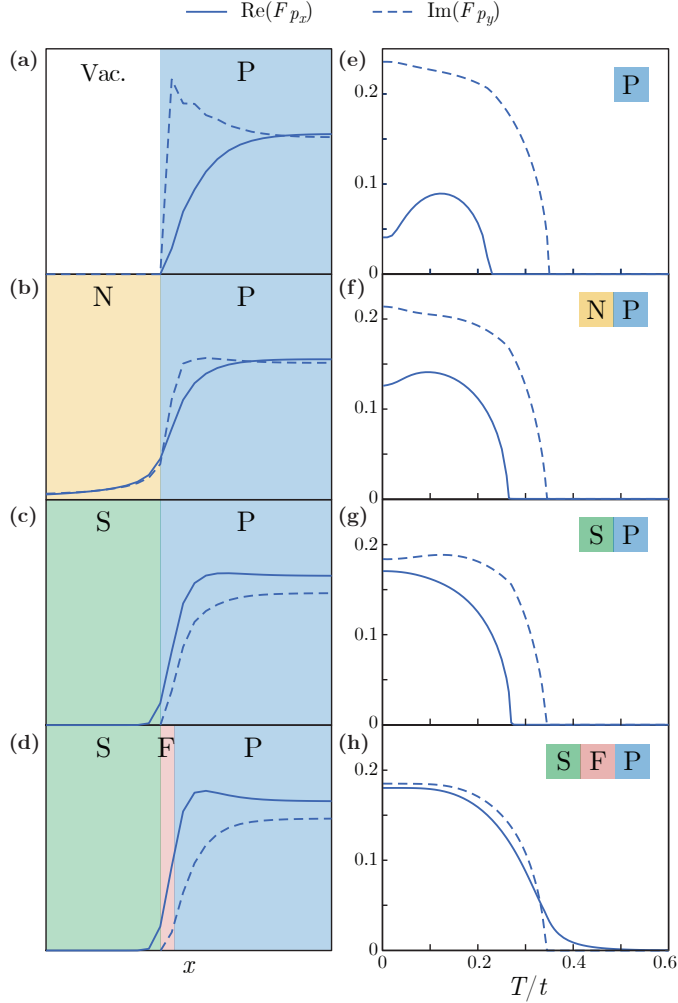 Re(F_{p_x}) Im(F_{p_y})
(a) Vac. P
(e) P
0.2
0.1
0
(b) N P
(f) N P
0.2
0.1
0
(c) S P
(g) S P
0.2
0.1
0
(d) S F P
(h) S F P
0.2
0.1
0
0 0.2 0.4 0.6
x
T/t